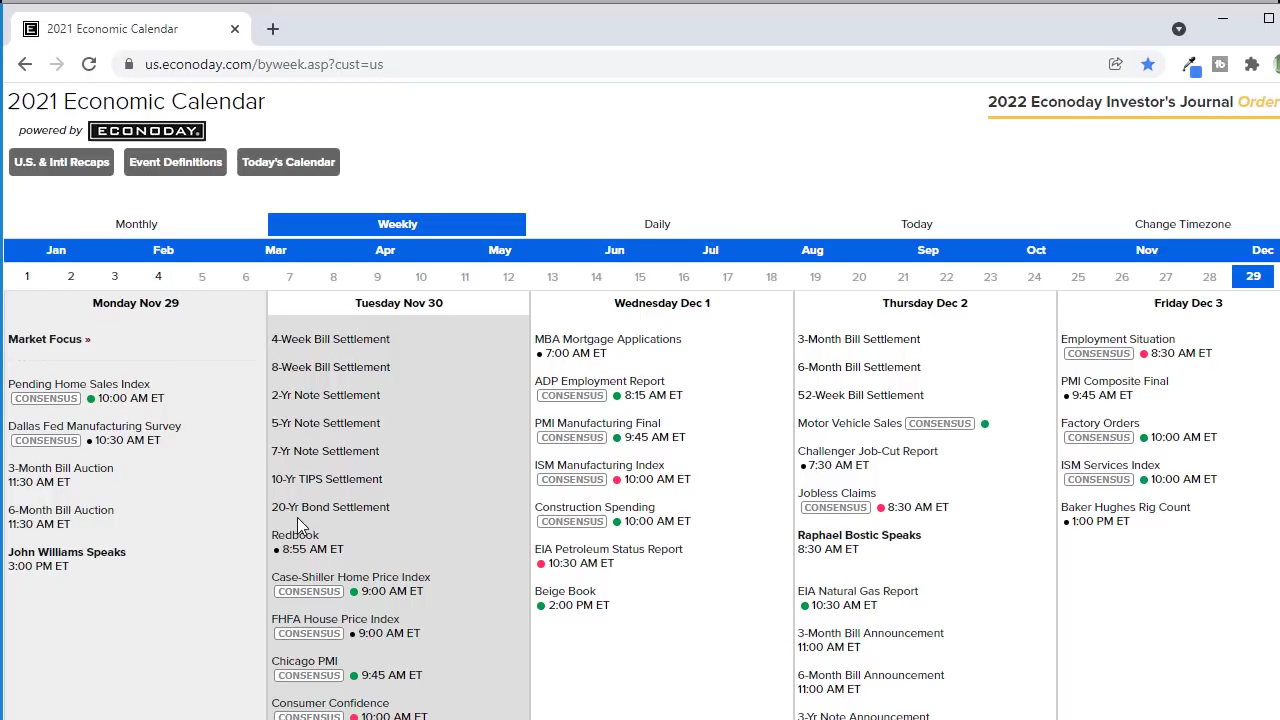 2021 Economic Calendar
us.econoday.com/byweek.asp?cust=us
2021 Economic Calendar
2022 Econoday Investor's Journal Order
powered by ECONODAY.
U.S. & Intl Recaps Event Definitions Today's Calendar
Monthly Weekly Daily Today Change Timezone
Jan Feb Mar Apr May Jun Jul Aug Sep Oct Nov Dec
1 2 3 4 5 6 7 8 9 10 11 12 13 14 15 16 17 18 19 20 21 22 23 24 25 26 27 28 29
Monday Nov 29
Market Focus »
Pending Home Sales Index
CONSENSUS 10:00 AM ET
Dallas Fed Manufacturing Survey
CONSENSUS 10:30 AM ET
3-Month Bill Auction
11:30 AM ET
6-Month Bill Auction
11:30 AM ET
John Williams Speaks
3:00 PM ET
Tuesday Nov 30
4-Week Bill Settlement
8-Week Bill Settlement
2-Yr Note Settlement
5-Yr Note Settlement
7-Yr Note Settlement
10-Yr TIPS Settlement
20-Yr Bond Settlement
Redbook
8:55 AM ET
Case-Shiller Home Price Index
CONSENSUS 9:00 AM ET
FHFA House Price Index
CONSENSUS 9:00 AM ET
Chicago PMI
CONSENSUS 9:45 AM ET
Consumer Confidence
CONSENSUS 10:00 AM ET
Wednesday Dec 1
MBA Mortgage Applications
7:00 AM ET
ADP Employment Report
CONSENSUS 8:15 AM ET
PMI Manufacturing Final
CONSENSUS 9:45 AM ET
ISM Manufacturing Index
CONSENSUS 10:00 AM ET
Construction Spending
CONSENSUS 10:00 AM ET
EIA Petroleum Status Report
10:30 AM ET
Beige Book
2:00 PM ET
Thursday Dec 2
3-Month Bill Settlement
6-Month Bill Settlement
52-Week Bill Settlement
Motor Vehicle Sales CONSENSUS
Challenger Job-Cut Report
7:30 AM ET
Jobless Claims
CONSENSUS 8:30 AM ET
Raphael Bostic Speaks
8:30 AM ET
EIA Natural Gas Report
10:30 AM ET
3-Month Bill Announcement
11:00 AM ET
6-Month Bill Announcement
11:00 AM ET
3-Yr Note Announcement
Friday Dec 3
Employment Situation
CONSENSUS 8:30 AM ET
PMI Composite Final
9:45 AM ET
Factory Orders
CONSENSUS 10:00 AM ET
ISM Services Index
CONSENSUS 10:00 AM ET
Baker Hughes Rig Count
1:00 PM ET